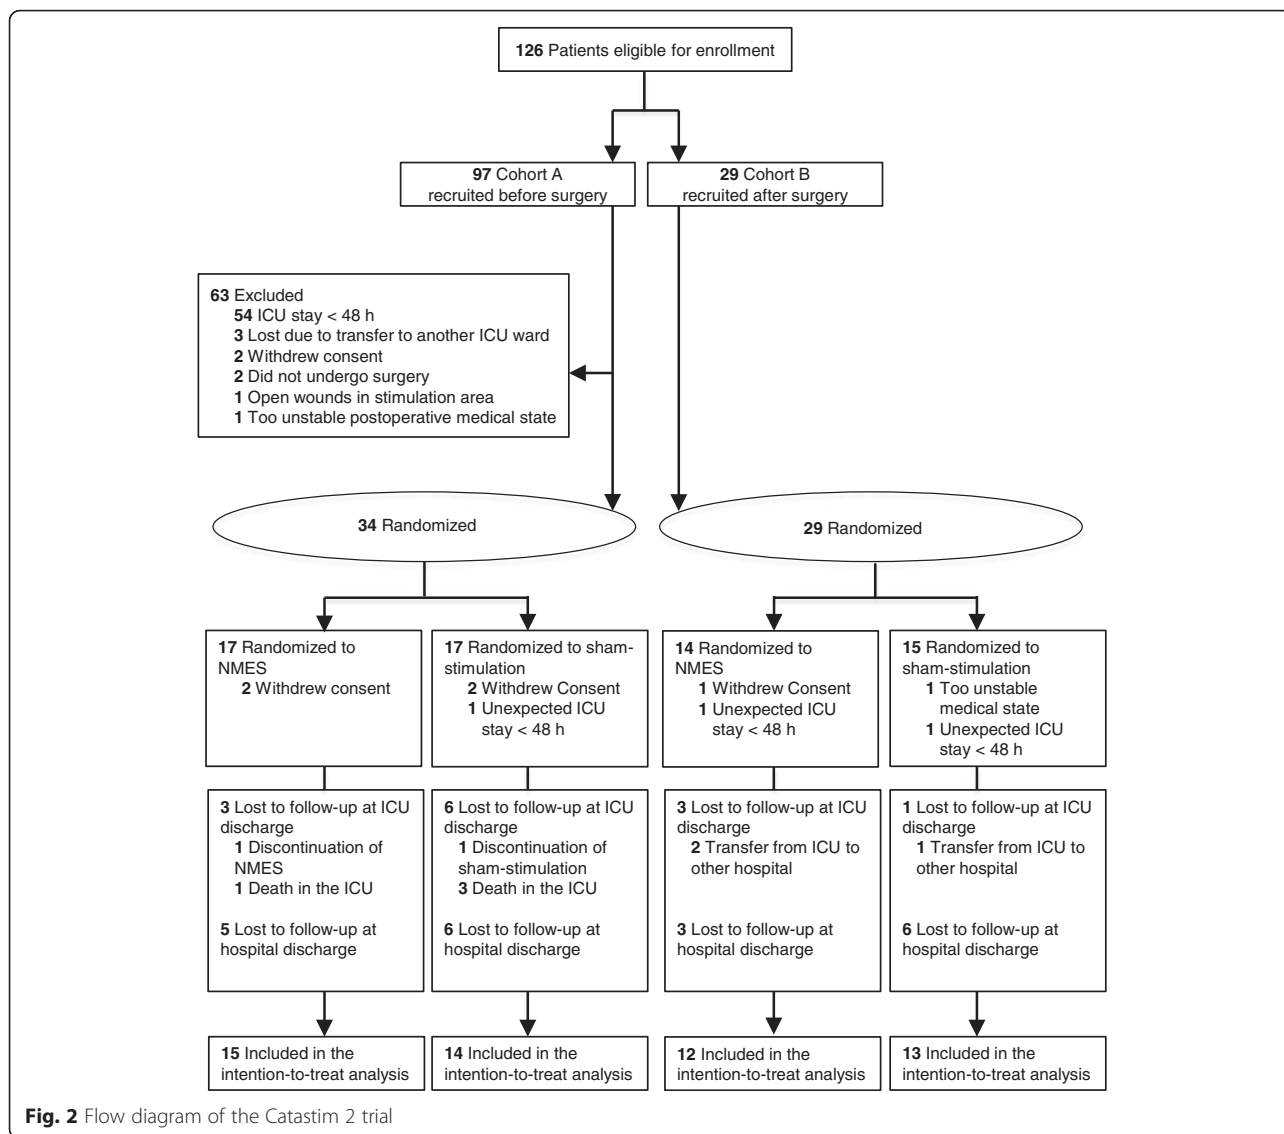 126 Patients eligible for enrollment
97 Cohort A
recruited before surgery
29 Cohort B
recruited after surgery
63 Excluded
54 ICU stay < 48 h
3 Lost due to transfer to another ICU ward
2 Withdrew consent
2 Did not undergo surgery
1 Open wounds in stimulation area
1 Too unstable postoperative medical state
34 Randomized
29 Randomized
17 Randomized to
NMES
2 Withdrew consent
17 Randomized to sham-
stimulation
2 Withdrew Consent
1 Unexpected ICU
stay < 48 h
14 Randomized to
NMES
1 Withdrew Consent
1 Unexpected ICU
stay < 48 h
15 Randomized to
sham-stimulation
1 Too unstable
medical state
1 Unexpected ICU
stay < 48 h
3 Lost to follow-up at ICU
discharge
1 Discontinuation of
NMES
1 Death in the ICU
5 Lost to follow-up at
hospital discharge
6 Lost to follow-up at ICU
discharge
1 Discontinuation of
sham-stimulation
3 Death in the ICU
6 Lost to follow-up at
hospital discharge
3 Lost to follow-up at ICU
discharge
2 Transfer from ICU to
other hospital
3 Lost to follow-up at
hospital discharge
1 Lost to follow-up at ICU
discharge
1 Transfer from ICU to
other hospital
6 Lost to follow-up at
hospital discharge
15 Included in the
intention-to-treat analysis
14 Included in the
intention-to-treat analysis
12 Included in the
intention-to-treat analysis
13 Included in the
intention-to-treat analysis
Fig. 2 Flow diagram of the Catastim 2 trial